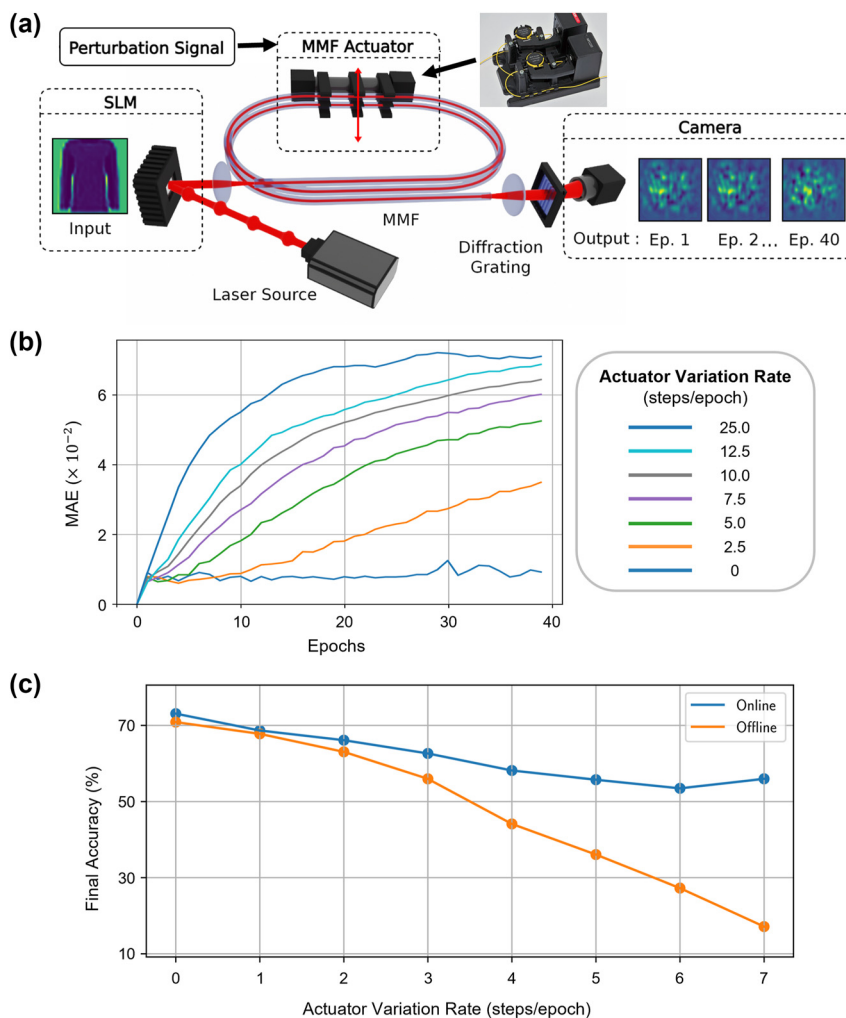 (a)
Perturbation Signal
MMF Actuator
SLM
Input
MMF
Laser Source
Diffraction
Grating
Camera
Output : Ep. 1 Ep. 2... Ep. 40
(b)
MAE (× 10⁻²)
6
4
2
0
0 10 20 30 40
Epochs
Actuator Variation Rate
(steps/epoch)
25.0
12.5
10.0
7.5
5.0
2.5
0
(c)
Final Accuracy (%)
70
50
30
10
Online
Offline
0 1 2 3 4 5 6 7
Actuator Variation Rate (steps/epoch)